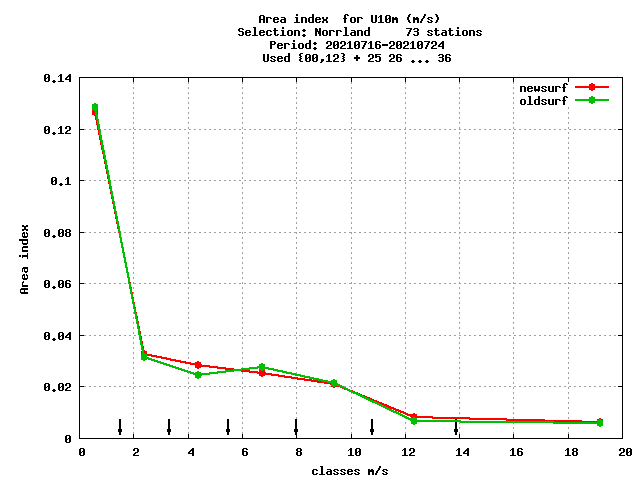 Area index  for U10m (m/s)
Selection: Norrland     73 stations
Period: 20210716-20210724
Used {00,12} + 25 26 ... 36
newsurf
oldsurf
0.14
0.12
0.1
0.08
0.06
0.04
0.02
0
Area index
0 2 4 6 8 10 12 14 16 18 20
classes m/s